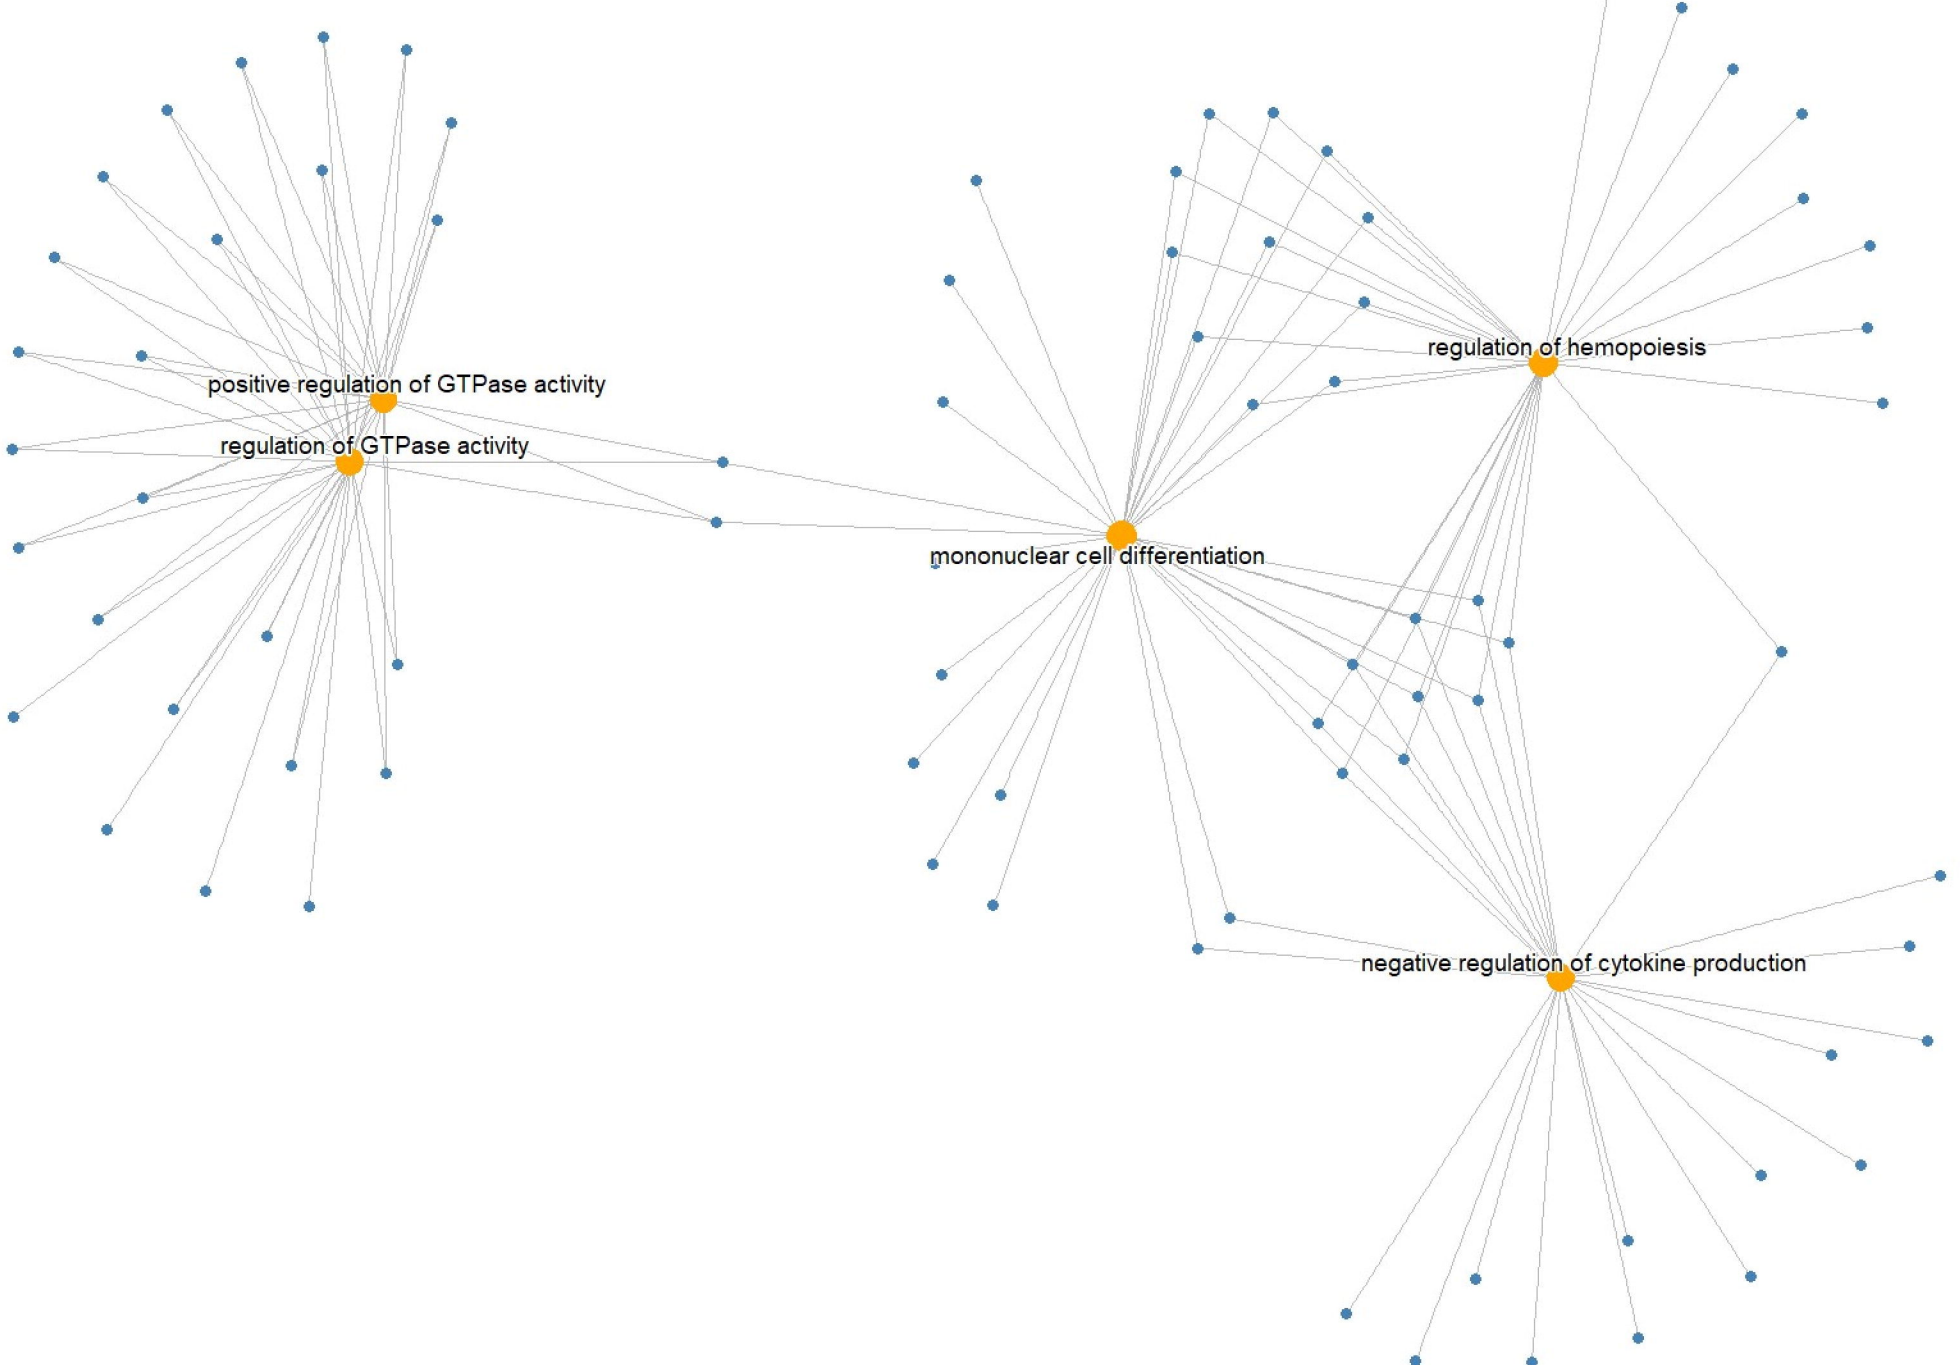 regulation of hemopoiesis
positive regulation of GTPase activity
regulation of GTPase activity
mononuclear cell differentiation
negative regulation of cytokine production